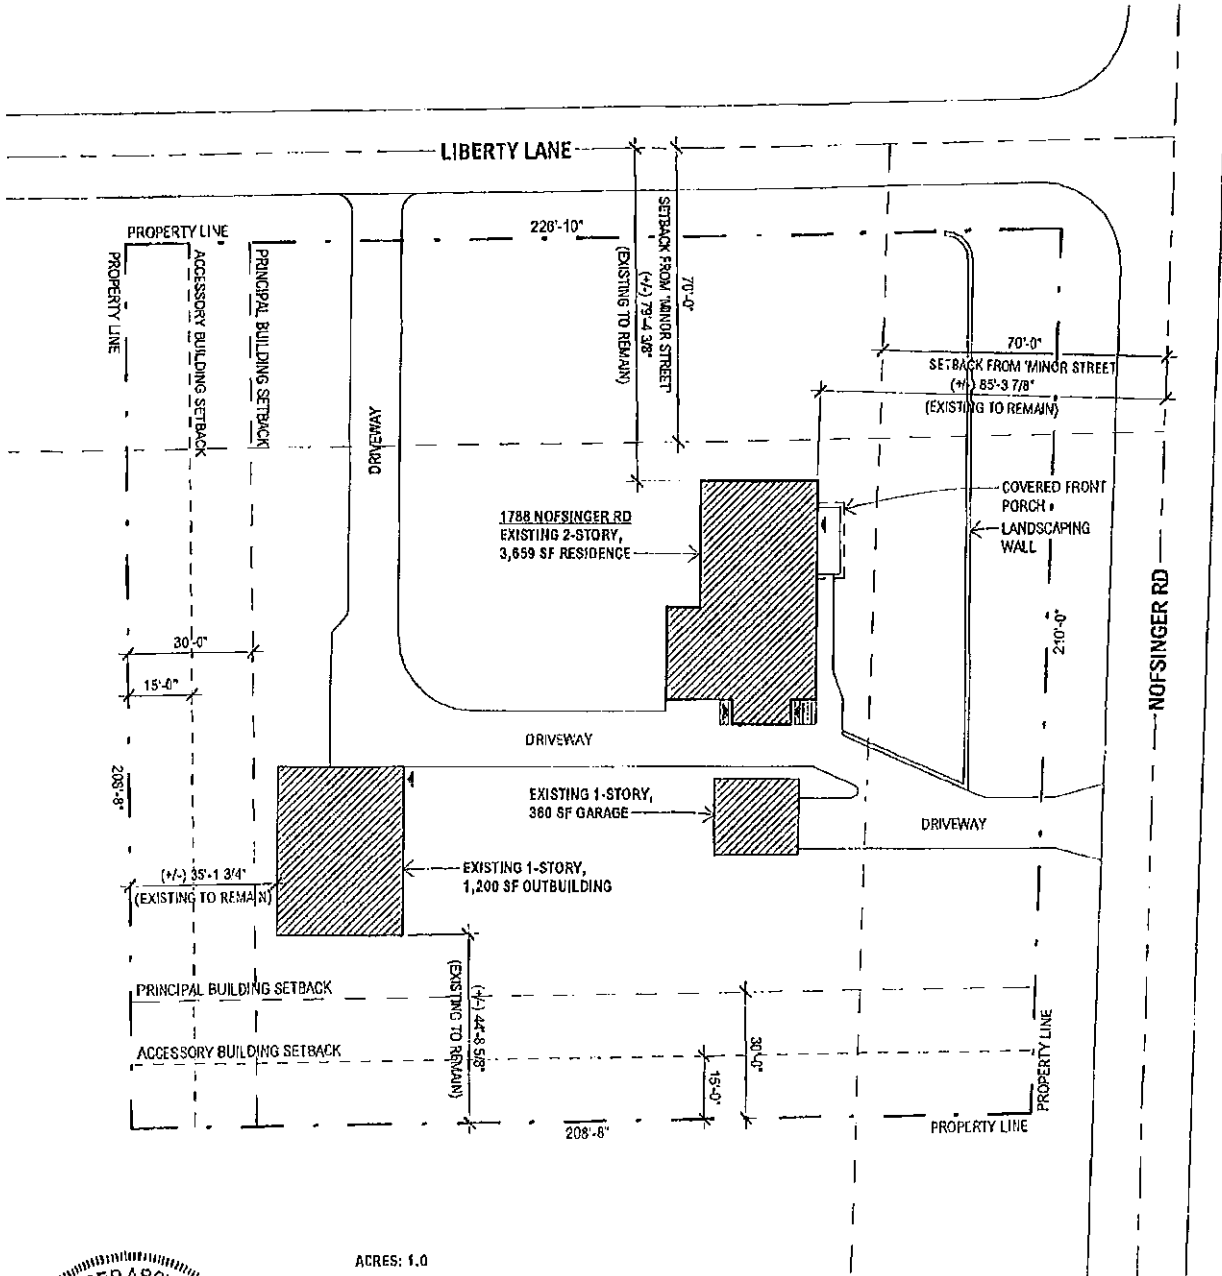 LIBERTY LANE
PROPERTY LINE
226'-10"
PROPERTY LINE
ACCESSORY BUILDING SETBACK
PRINCIPAL BUILDING SETBACK
DRIVEWAY
(EXISTING TO REMAIN)
(+/-) 79'-4 3/8"
SETBACK FROM 'MINOR STREET'
70'-0"
70'-0"
SETBACK FROM 'MINOR STREET
(+/-) 85'-3 7/8"
(EXISTING TO REMAIN)
COVERED FRONT
PORCH
LANDSCAPING
WALL
1788 NOFSINGER RD
EXISTING 2-STORY,
3,659 SF RESIDENCE
210'-0"
NOFSINGER RD
30'-0"
15'-0"
208'-8"
DRIVEWAY
EXISTING 1-STORY,
360 SF GARAGE
DRIVEWAY
(+/-) 35'-1 3/4"
(EXISTING TO REMAIN)
EXISTING 1-STORY,
1,200 SF OUTBUILDING
PRINCIPAL BUILDING SETBACK
ACCESSORY BUILDING SETBACK
(EXISTING TO REMAIN)
(+/-) 44'-8 5/8"
15'-0"
30'-0"
PROPERTY LINE
208'-8"
PROPERTY LINE
ACRES: 1.0